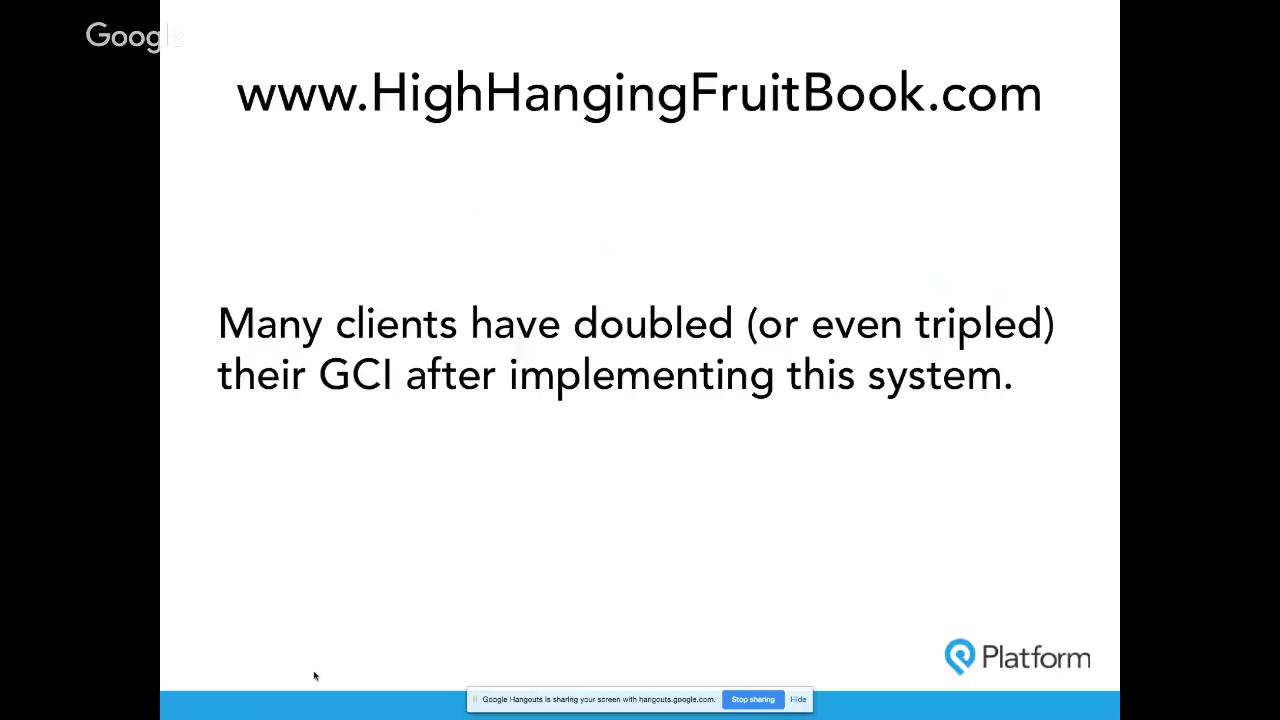 Google
www.HighHangingFruitBook.com
Many clients have doubled (or even tripled)
their GCI after implementing this system.
Platform
Google Hangouts is sharing your screen with hangouts.google.com. Stop sharing Hide